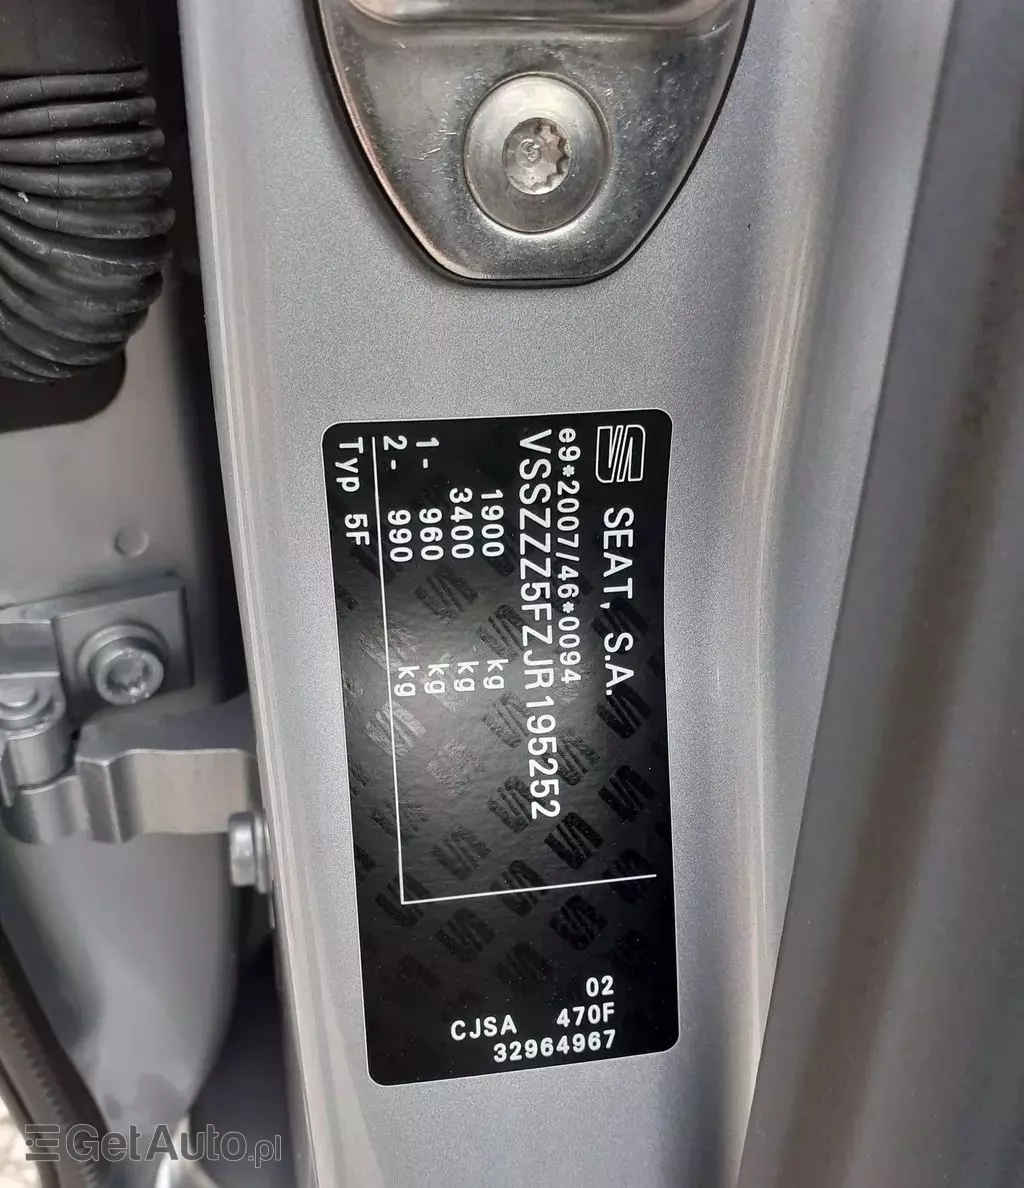 SEAT, S.A.
e9*2007/46*0094
VSSZZZ5FZJR195252
1900 kg
3400 kg
1- 960 kg
2- 990 kg
Typ 5F
02
CJSA 470F
32964967
GetAuto.pl